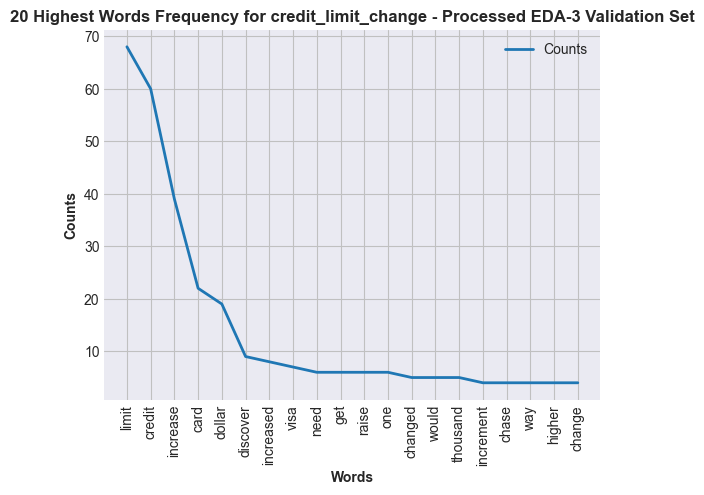 20 Highest Words Frequency for credit_limit_change - Processed EDA-3 Validation Set
Counts
70
60
50
40
30
20
10
Counts
limit
credit
increase
card
dollar
discover
increased
visa
need
get
raise
one
changed
would
thousand
increment
chase
way
higher
change
Words